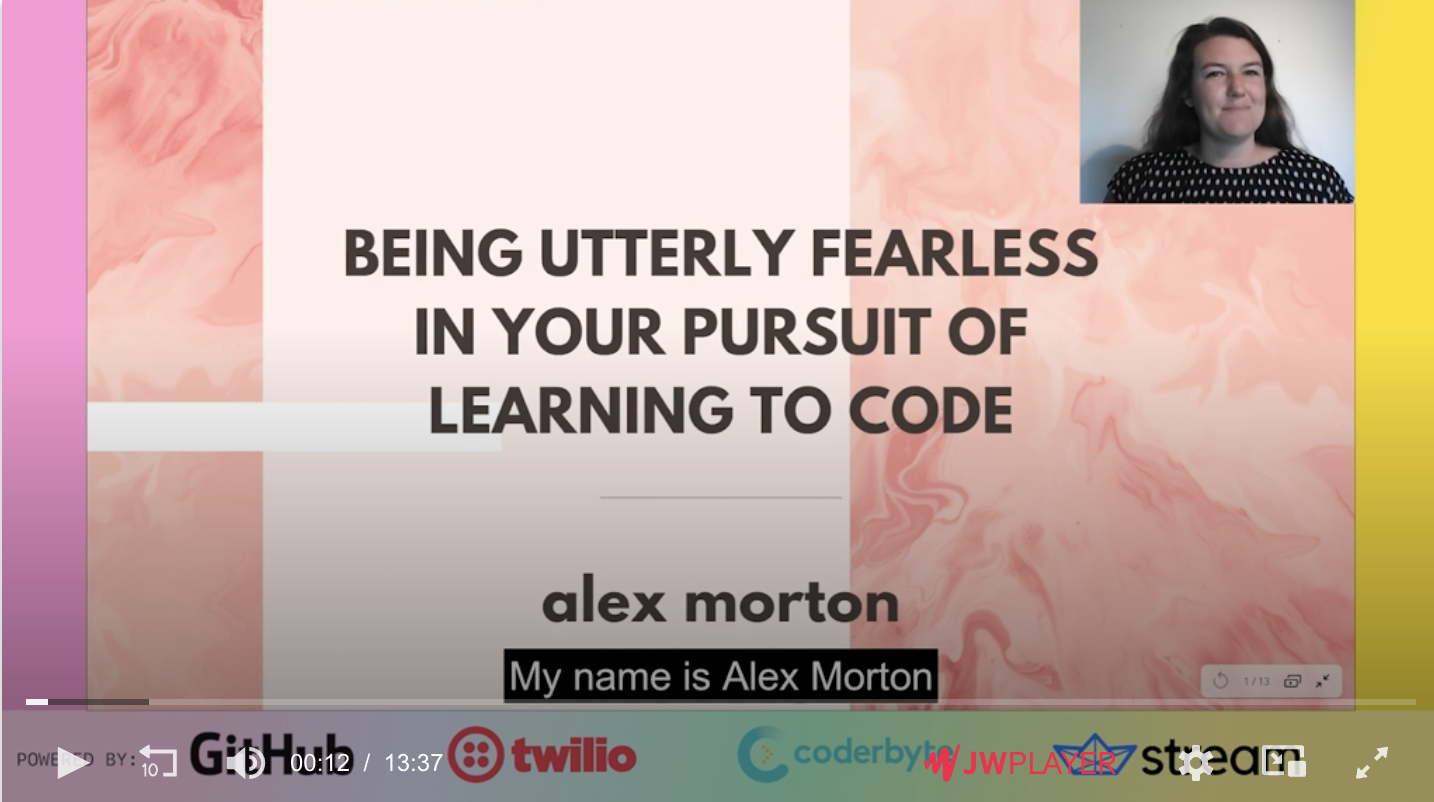 BEING UTTERLY FEARLESS
IN YOUR PURSUIT OF
LEARNING TO CODE
alex morton
My name is Alex Morton
1/13
POWERED BY: GitHub twilio coderbyte JWPLAYER stream
10 00:12 / 13:37